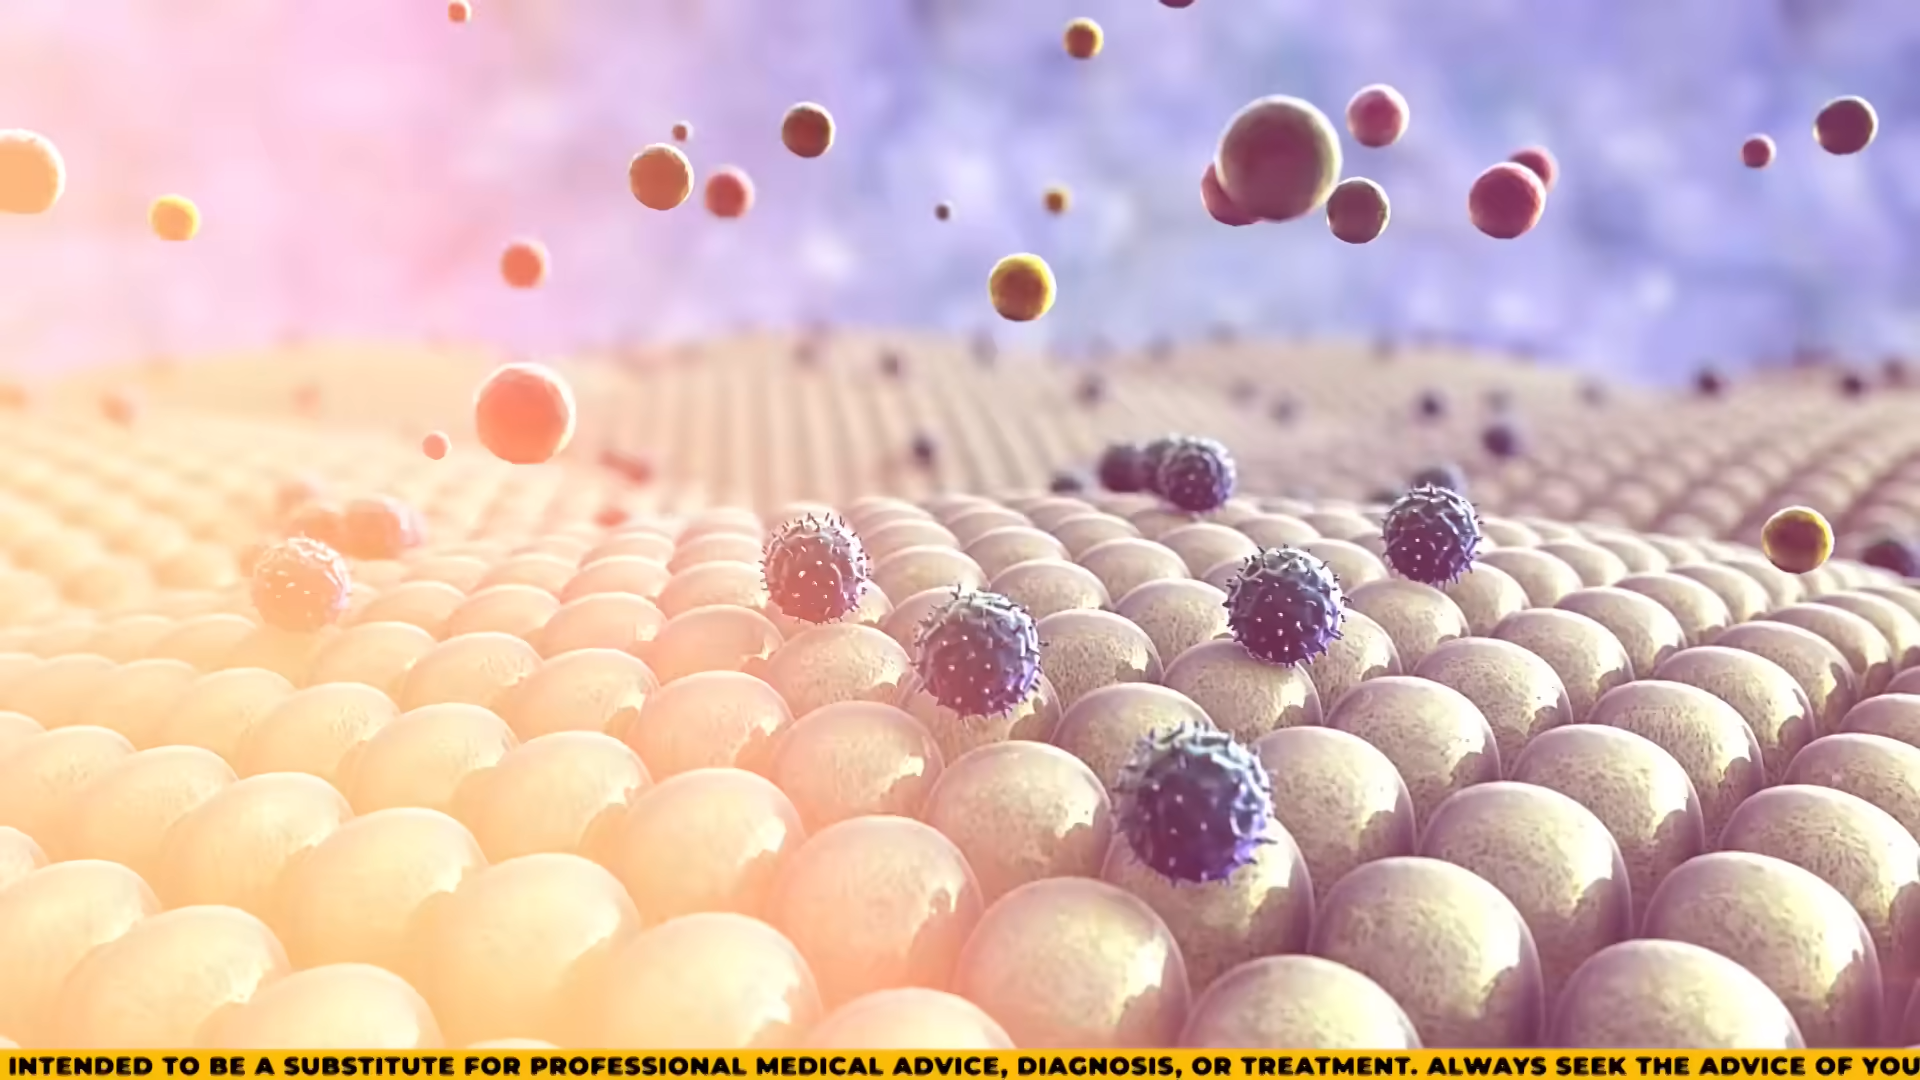 INTENDED TO BE A SUBSTITUTE FOR PROFESSIONAL MEDICAL ADVICE, DIAGNOSIS, OR TREATMENT. ALWAYS SEEK THE ADVICE OF YOU